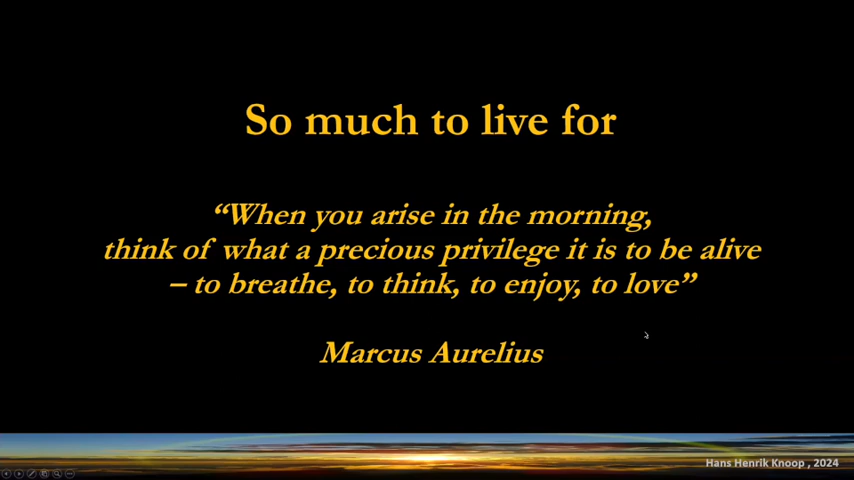 So much to live for
“When you arise in the morning,
think of what a precious privilege it is to be alive
– to breathe, to think, to enjoy, to love”
Marcus Aurelius
Hans Henrik Knoop , 2024